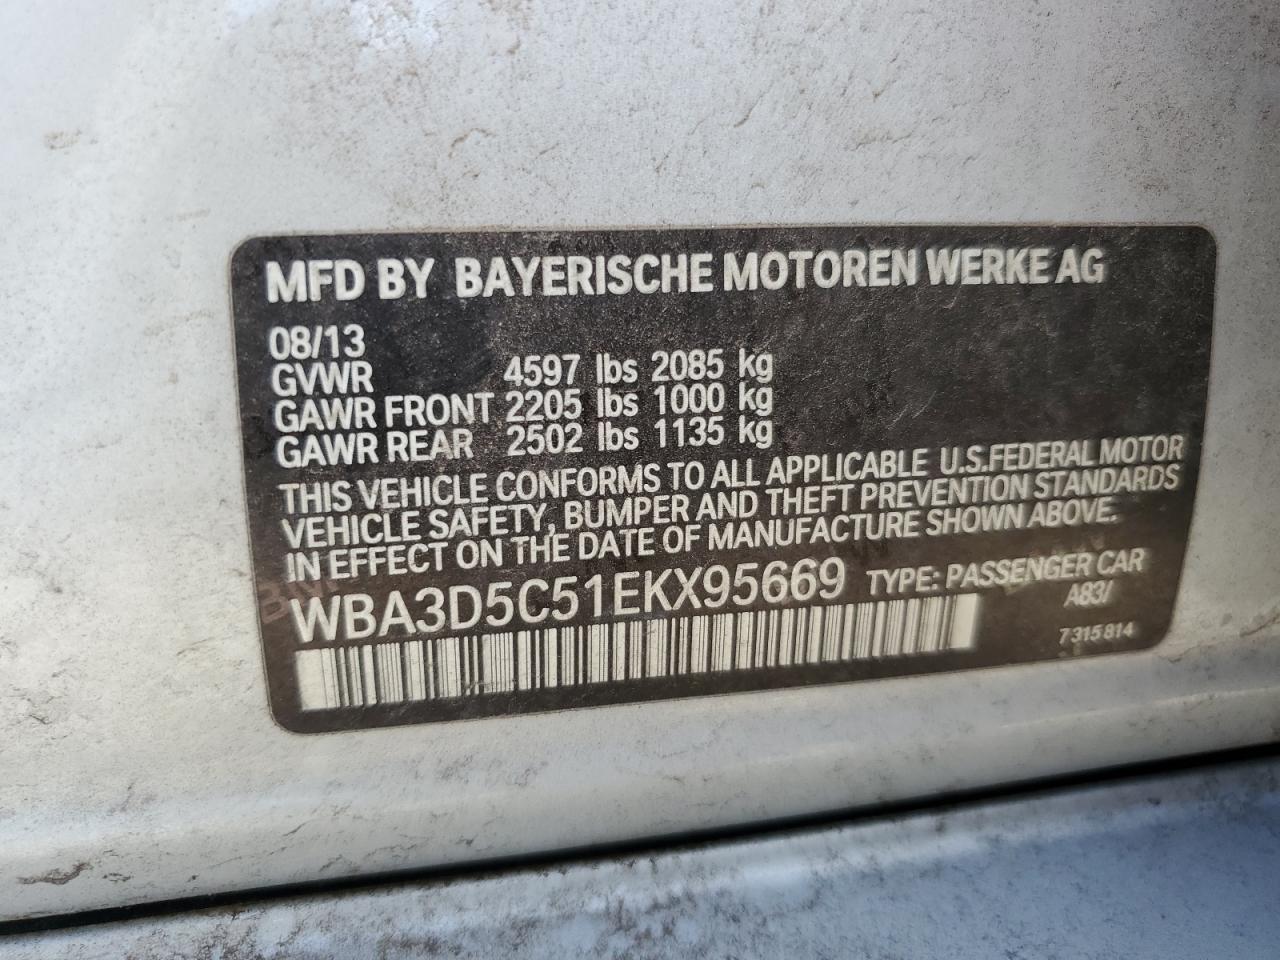 MFD BY BAYERISCHE MOTOREN WERKE AG
08/13
GVWR 4597 lbs 2085 kg
GAWR FRONT 2205 lbs 1000 kg
GAWR REAR 2502 lbs 1135 kg
THIS VEHICLE CONFORMS TO ALL APPLICABLE U.S.FEDERAL MOTOR
VEHICLE SAFETY, BUMPER AND THEFT PREVENTION STANDARDS
IN EFFECT ON THE DATE OF MANUFACTURE SHOWN ABOVE.
WBA3D5C51EKX95669 TYPE: PASSENGER CAR
A83/
7315814